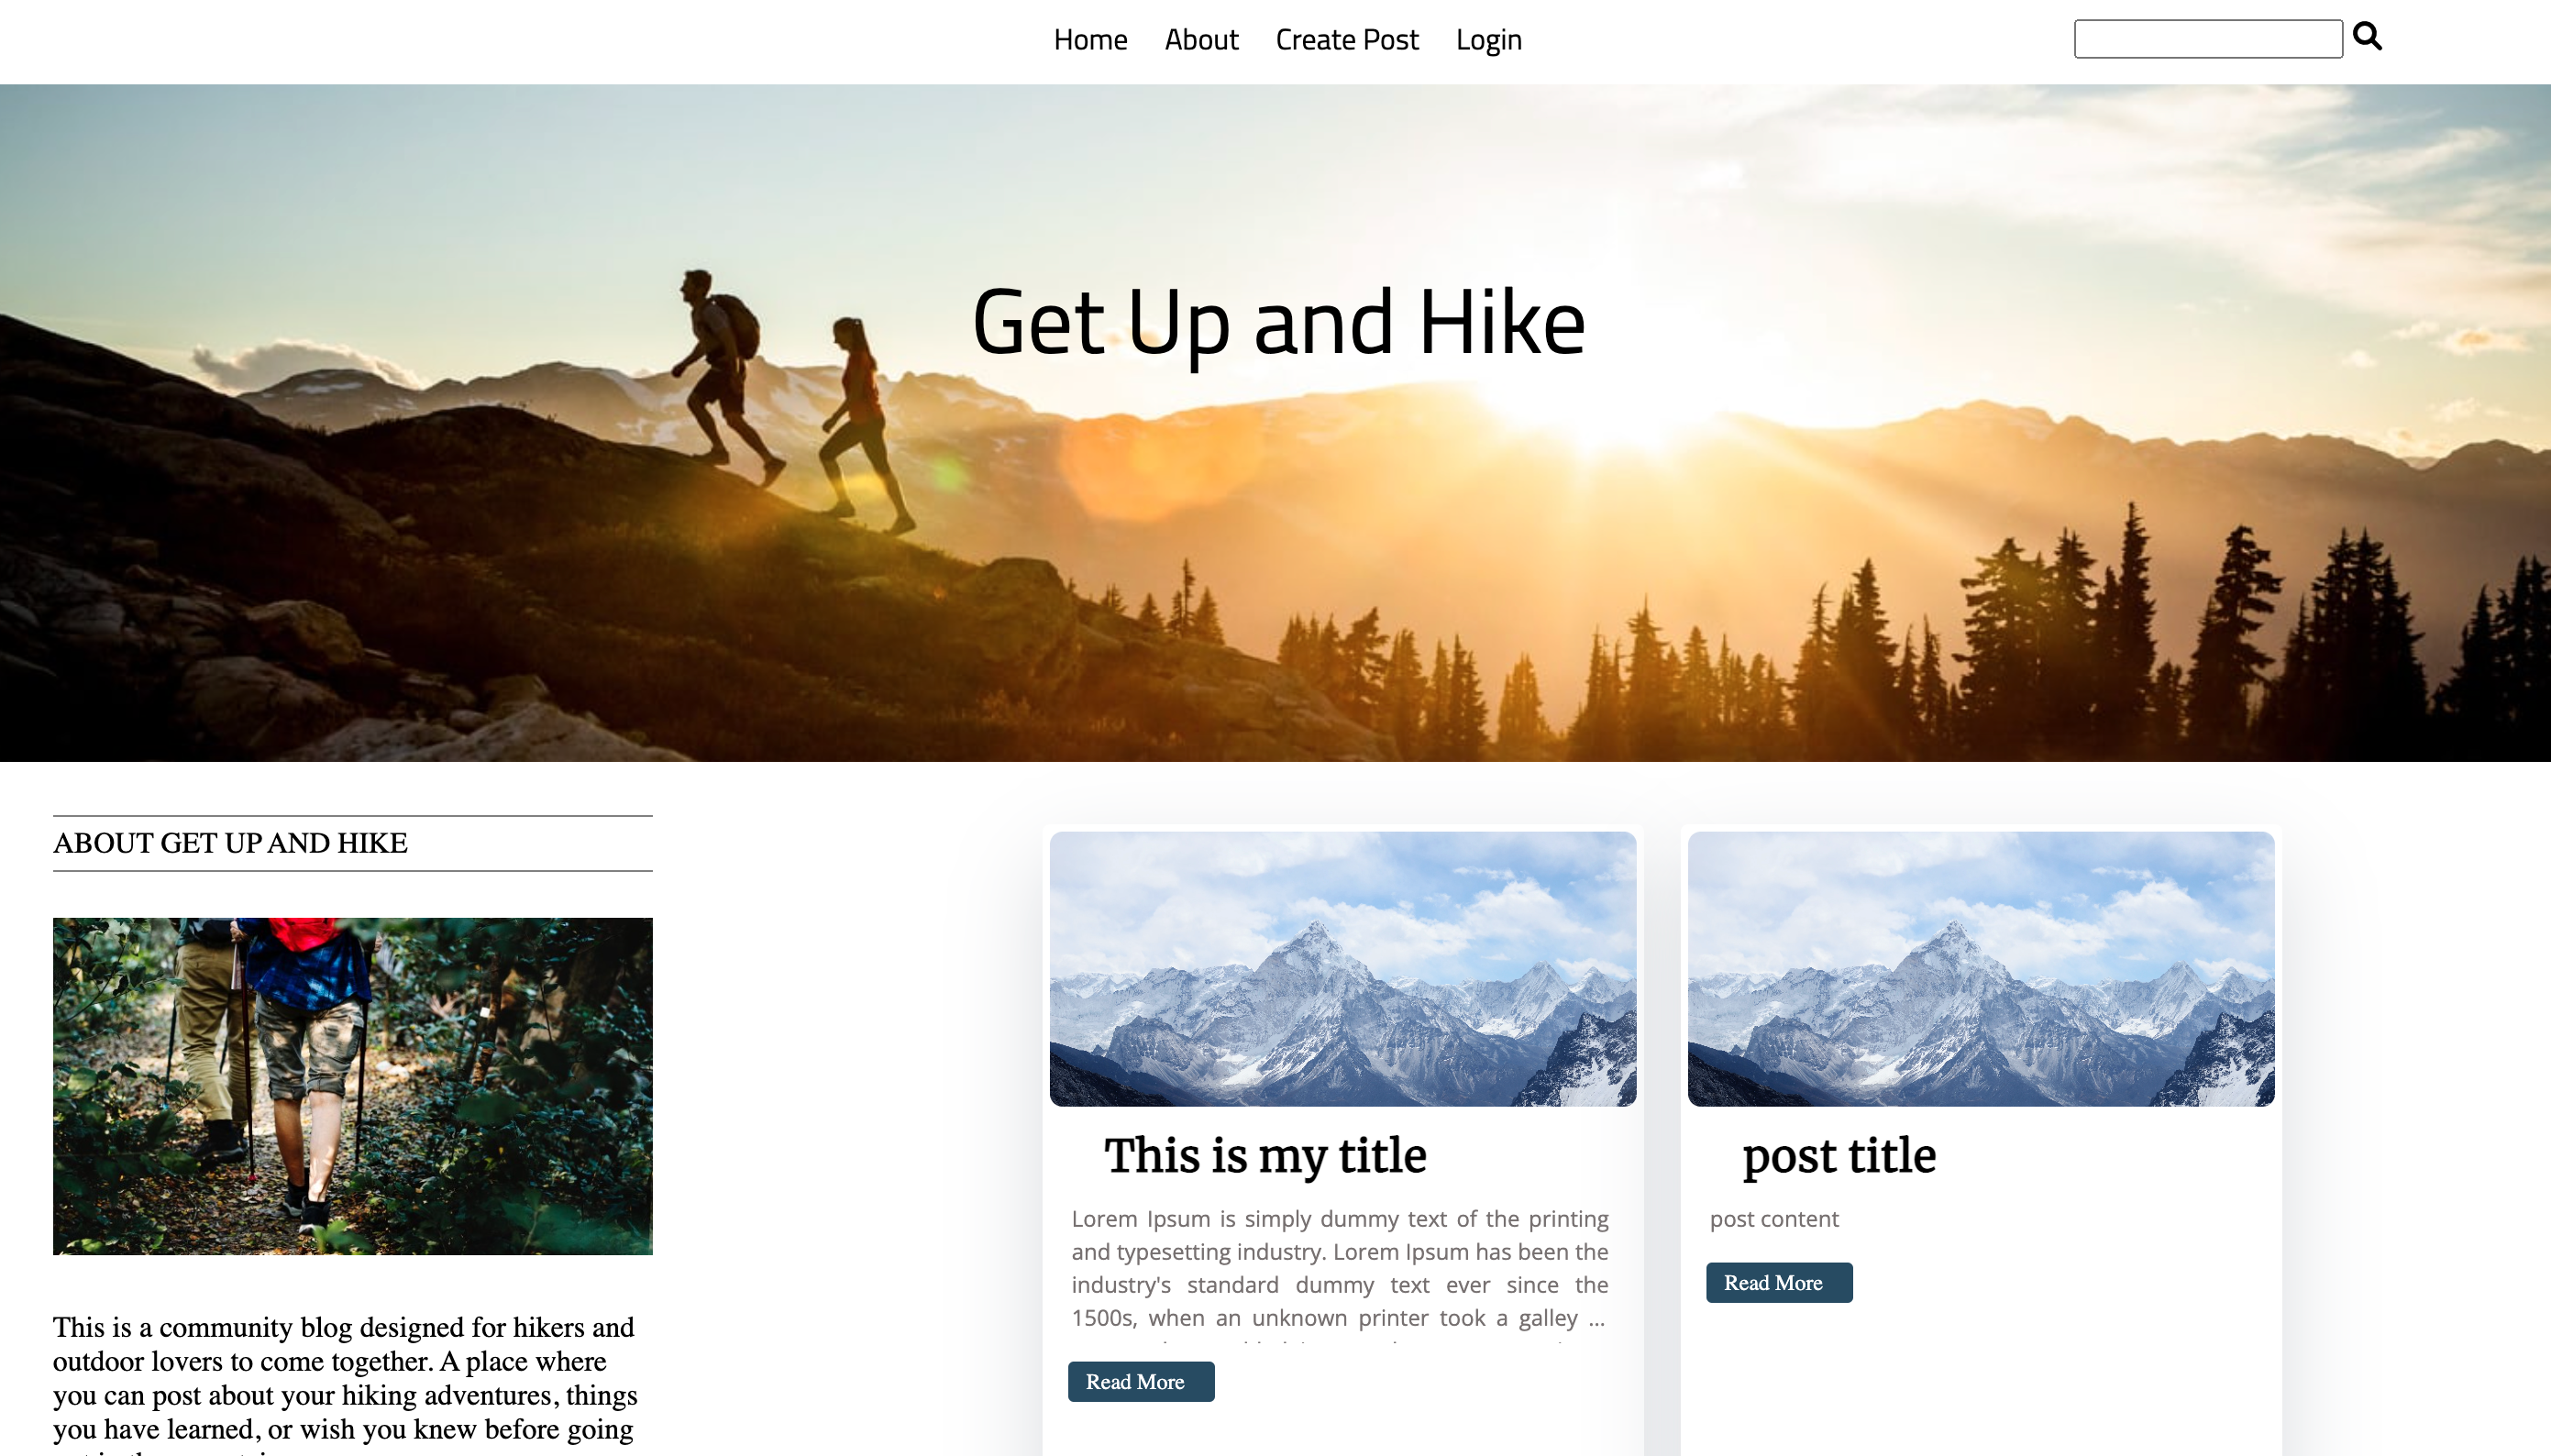 Home About Create Post Login
Get Up and Hike
ABOUT GET UP AND HIKE
This is a community blog designed for hikers and
outdoor lovers to come together. A place where
you can post about your hiking adventures, things
you have learned, or wish you knew before going
This is my title
Lorem Ipsum is simply dummy text of the printing
and typesetting industry. Lorem Ipsum has been the
industry's standard dummy text ever since the
1500s, when an unknown printer took a galley ...
Read More
post title
post content
Read More